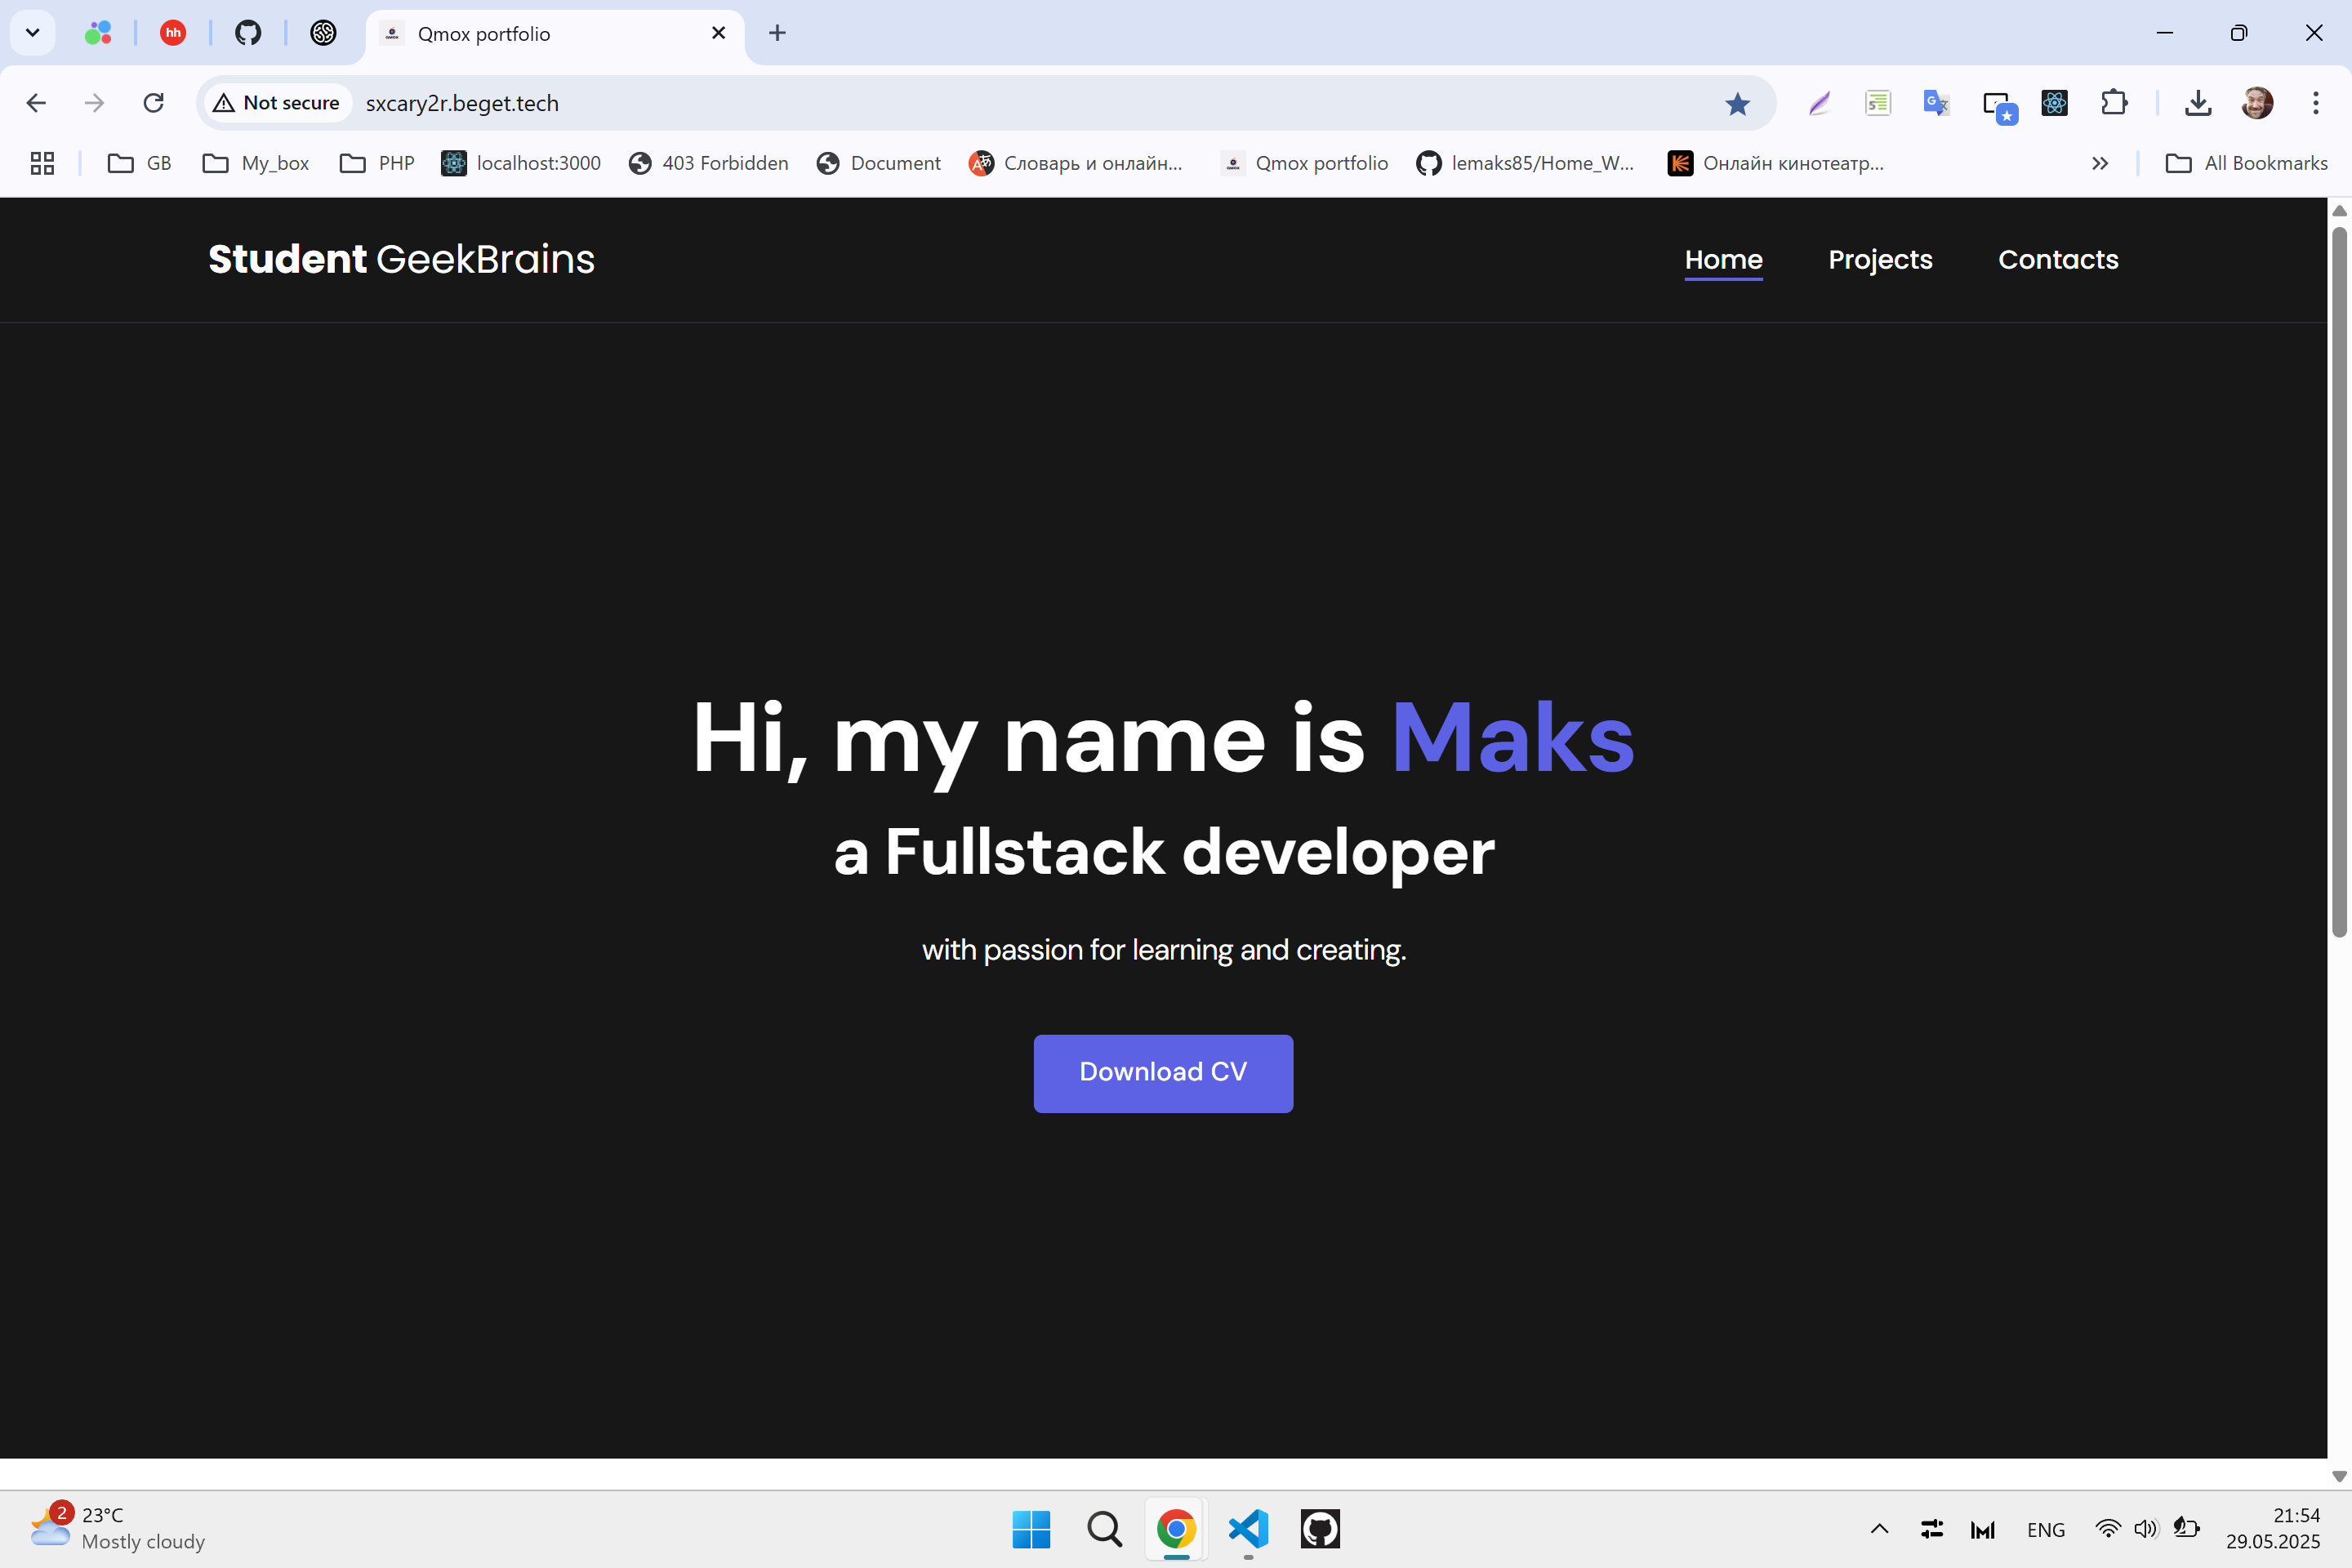 Qmox portfolio
Not secure
sxcary2r.beget.tech
GB
My_box
PHP
localhost:3000
403 Forbidden
Document
Словарь и онлайн...
Qmox portfolio
lemaks85/Home_W...
Онлайн кинотеатр...
All Bookmarks
Student GeekBrains
Home
Projects
Contacts
Hi, my name is Maks
a Fullstack developer
with passion for learning and creating.
Download CV
2
23°C
Mostly cloudy
ENG
21:54
29.05.2025